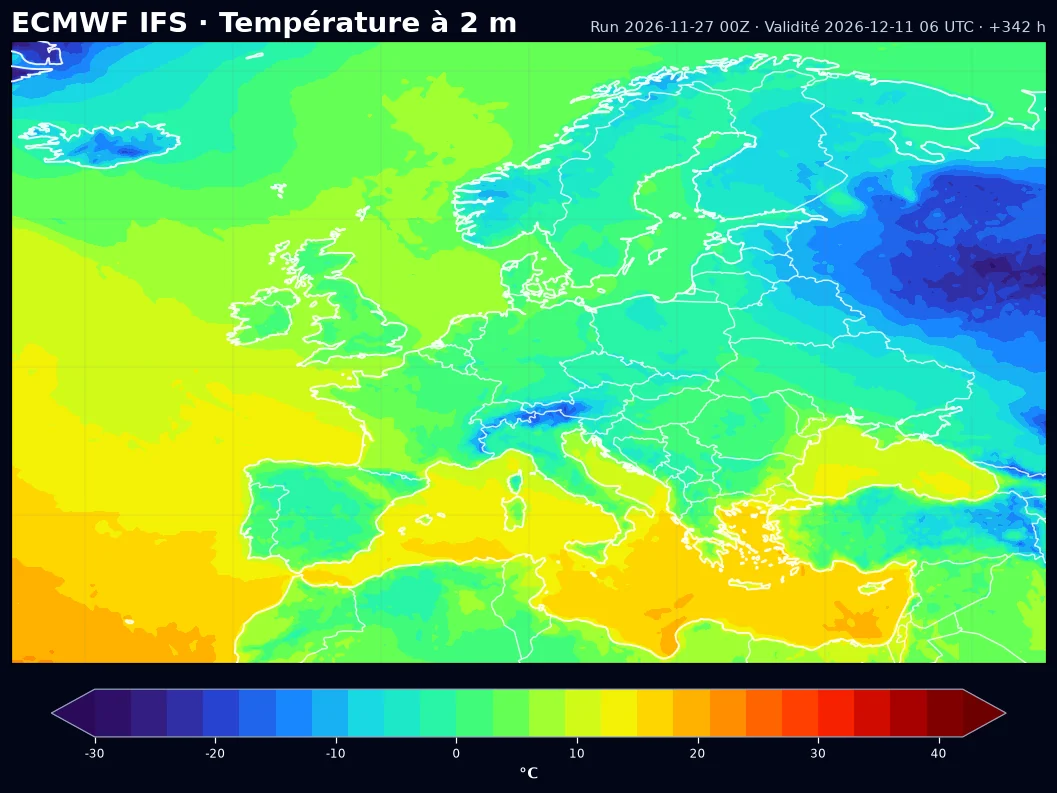 ECMWF IFS · Température à 2 m
Run 2026-11-27 00Z · Validité 2026-12-11 06 UTC · +342 h
-30 -20 -10 0 10 20 30 40
°C